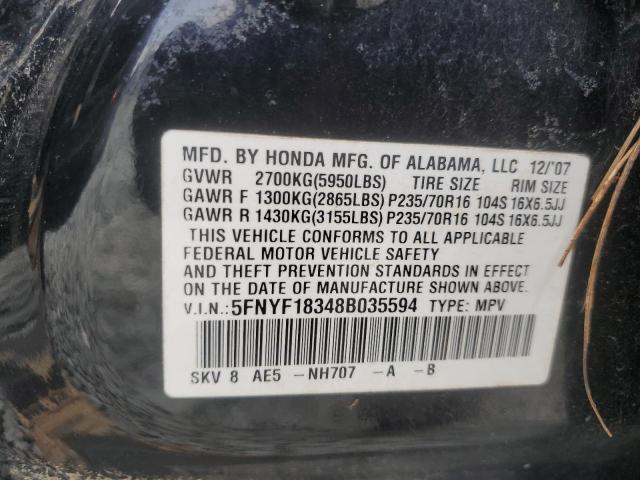 MFD. BY HONDA MFG. OF ALABAMA, LLC 12/'07
GVWR 2700KG(5950LBS) TIRE SIZE RIM SIZE
GAWR F 1300KG(2865LBS) P235/70R16 104S 16X6.5JJ
GAWR R 1430KG(3155LBS) P235/70R16 104S 16X6.5JJ
THIS VEHICLE CONFORMS TO ALL APPLICABLE
FEDERAL MOTOR VEHICLE SAFETY
AND THEFT PREVENTION STANDARDS IN EFFECT
ON THE DATE OF MANUFACTURE SHOWN ABOVE.
V.I.N.:5FNYF18348B035594 TYPE: MPV
SKV 8 AE5 -NH707 -A -B